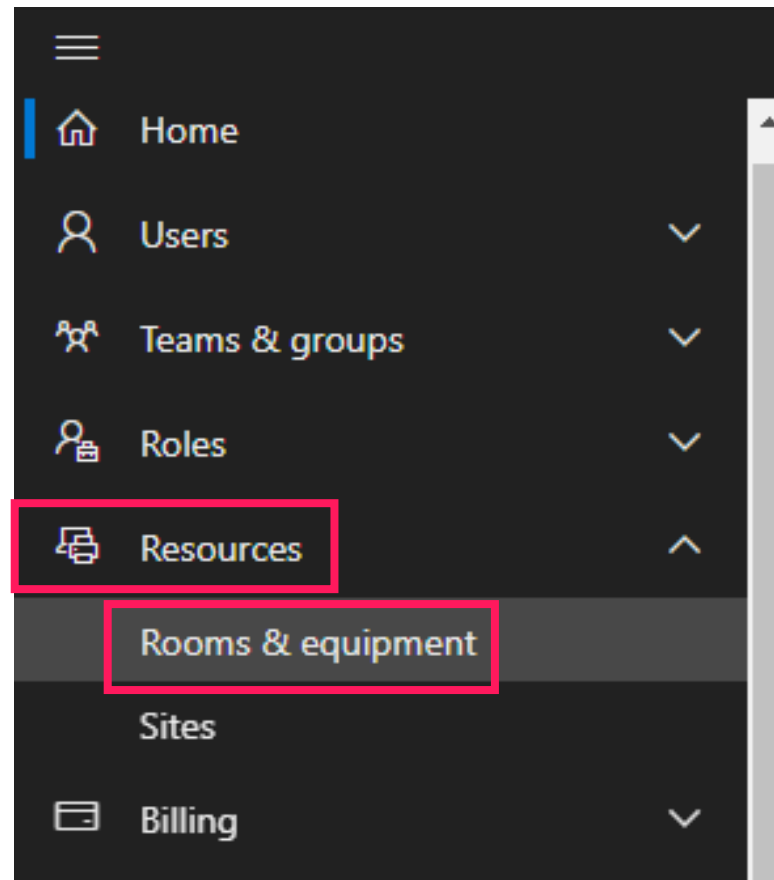 Home
Users
Teams & groups
Roles
Resources
Rooms & equipment
Sites
Billing